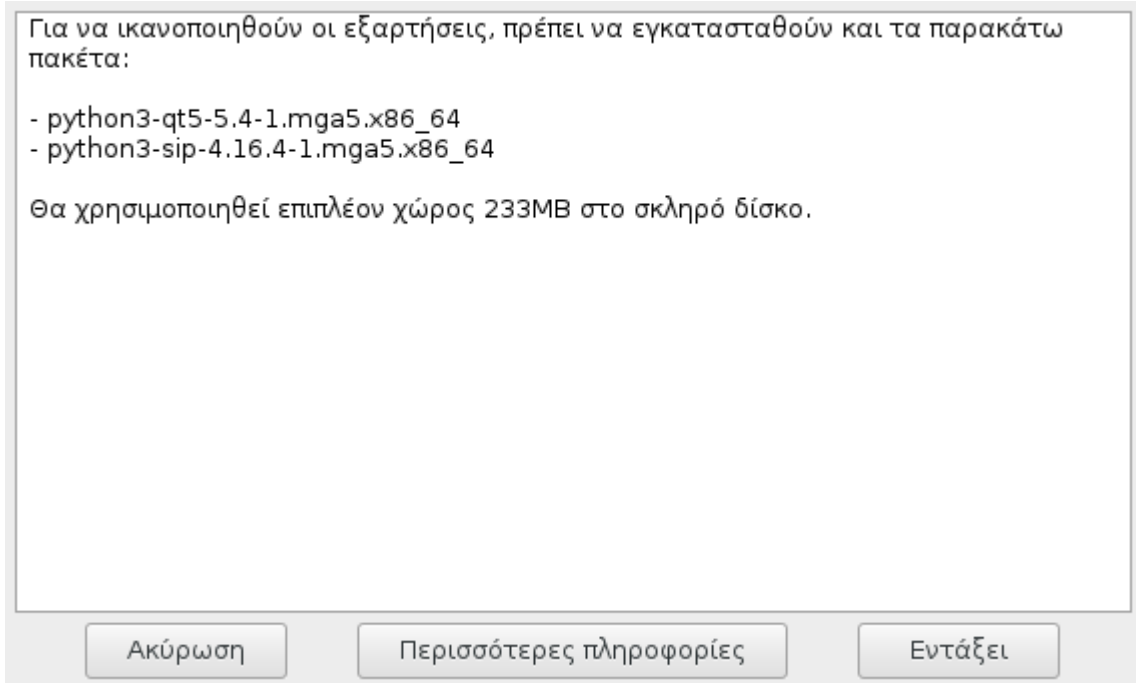 Για να ικανοποιηθούν οι εξαρτήσεις, πρέπει να εγκατασταθούν και τα παρακάτω
πακέτα:
- python3-qt5-5.4-1.mga5.x86_64
- python3-sip-4.16.4-1.mga5.x86_64
Θα χρησιμοποιηθεί επιπλέον χώρος 233MB στο σκληρό δίσκο.
Ακύρωση
Περισσότερες πληροφορίες
Εντάξει